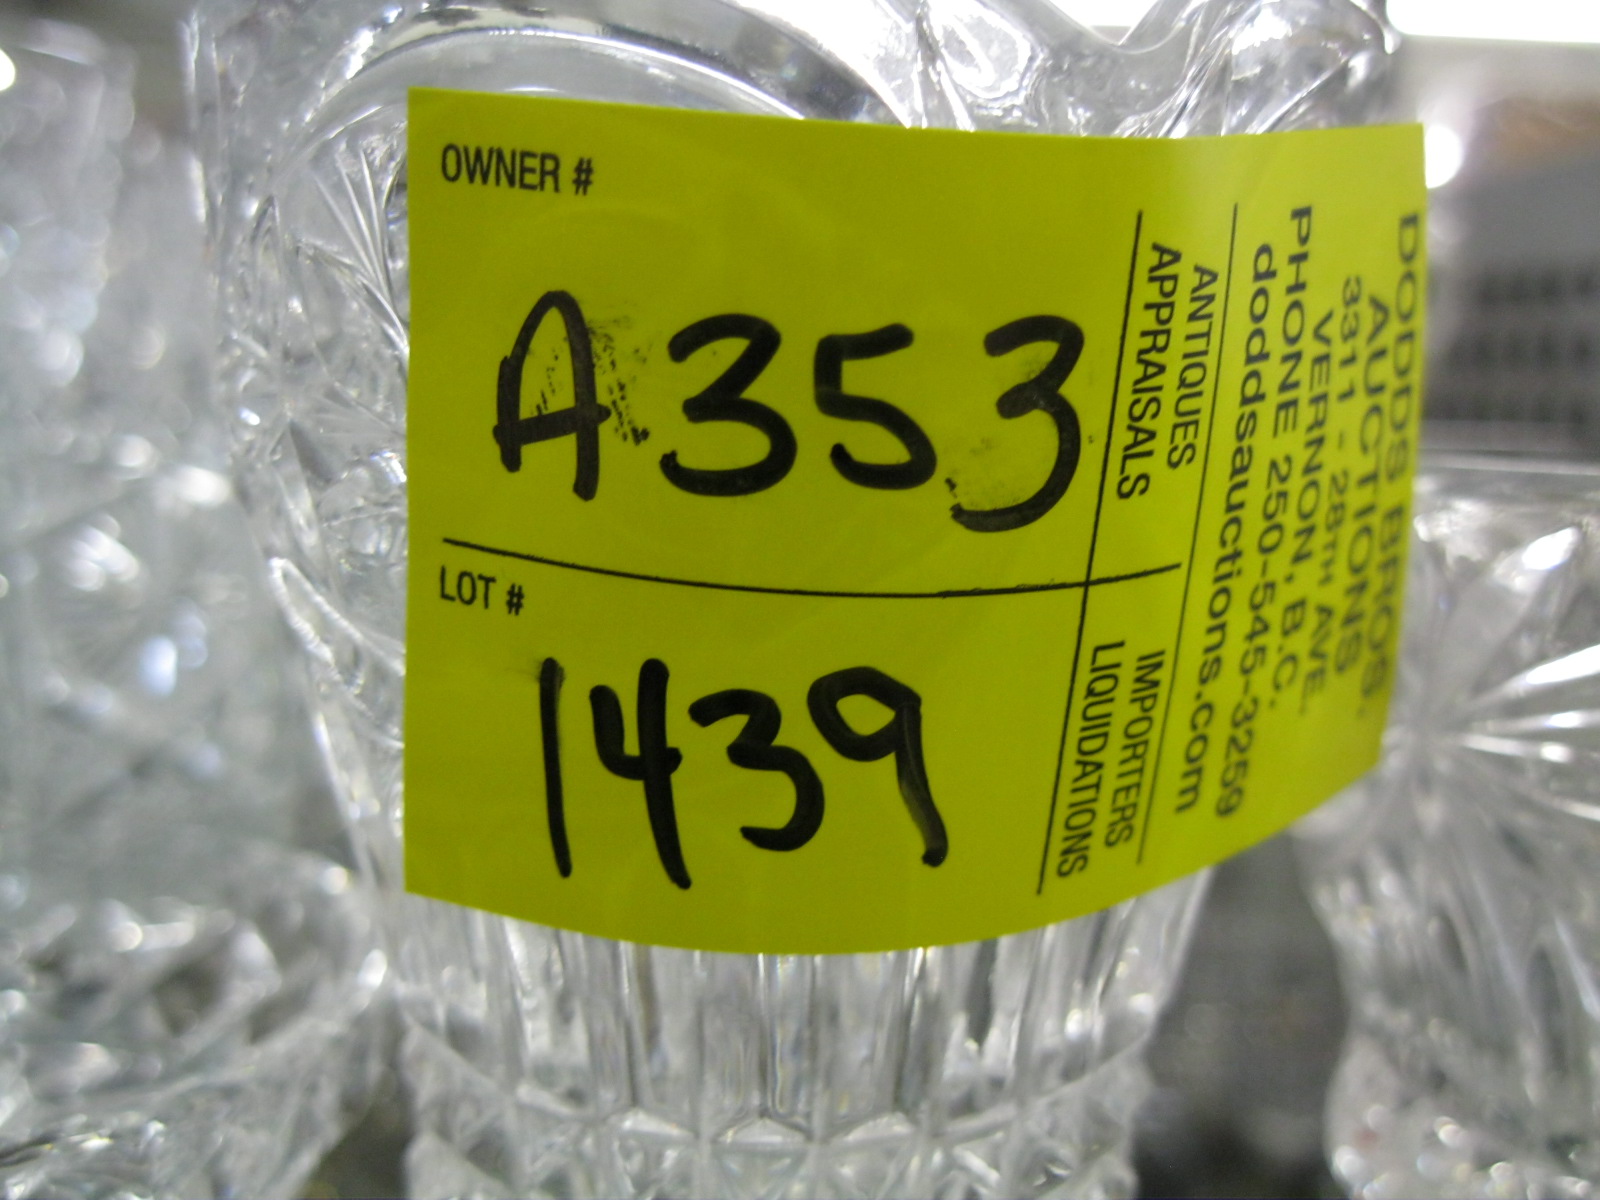 OWNER #
A353
LOT #
1439
ANTIQUES
APPRAISALS
IMPORTERS
LIQUIDATIONS
DODDS BROS.
AUCTIONS
3311 - 28TH AVE.
VERNON, B.C.
PHONE 250-545-3259
doddsauctions.com